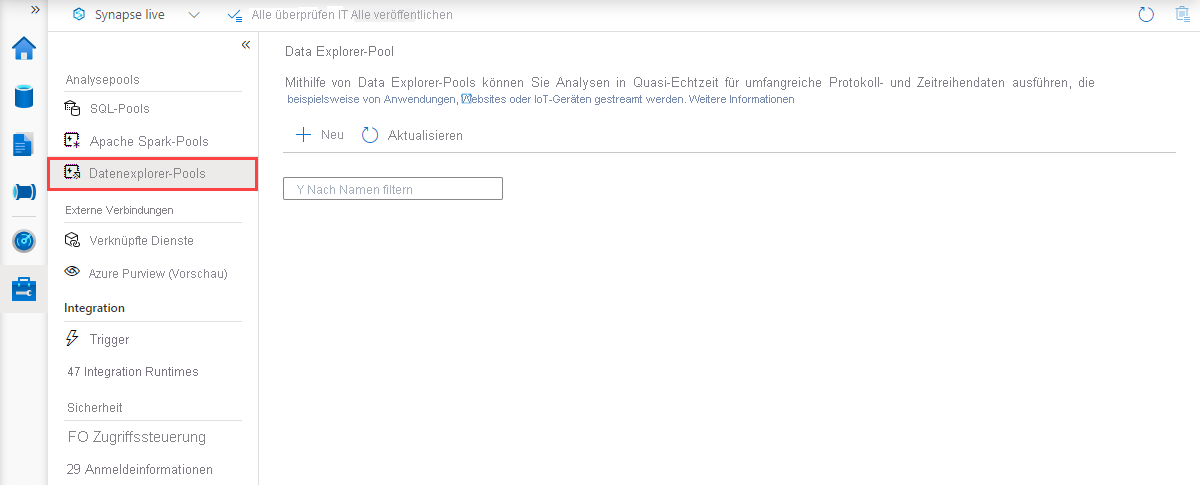 Synapse live
Alle überprüfen IT Alle veröffentlichen
Analysepools
SQL-Pools
Apache Spark-Pools
Datenexplorer-Pools
Externe Verbindungen
Verknüpfte Dienste
Azure Purview (Vorschau)
Integration
Trigger
47 Integration Runtimes
Sicherheit
FO Zugriffssteuerung
29 Anmeldeinformationen
Data Explorer-Pool
Mithilfe von Data Explorer-Pools können Sie Analysen in Quasi-Echtzeit für umfangreiche Protokoll- und Zeitreihendaten ausführen, die
beispielsweise von Anwendungen, Websites oder IoT-Geräten gestreamt werden. Weitere Informationen
Neu
Aktualisieren
Y Nach Namen filtern